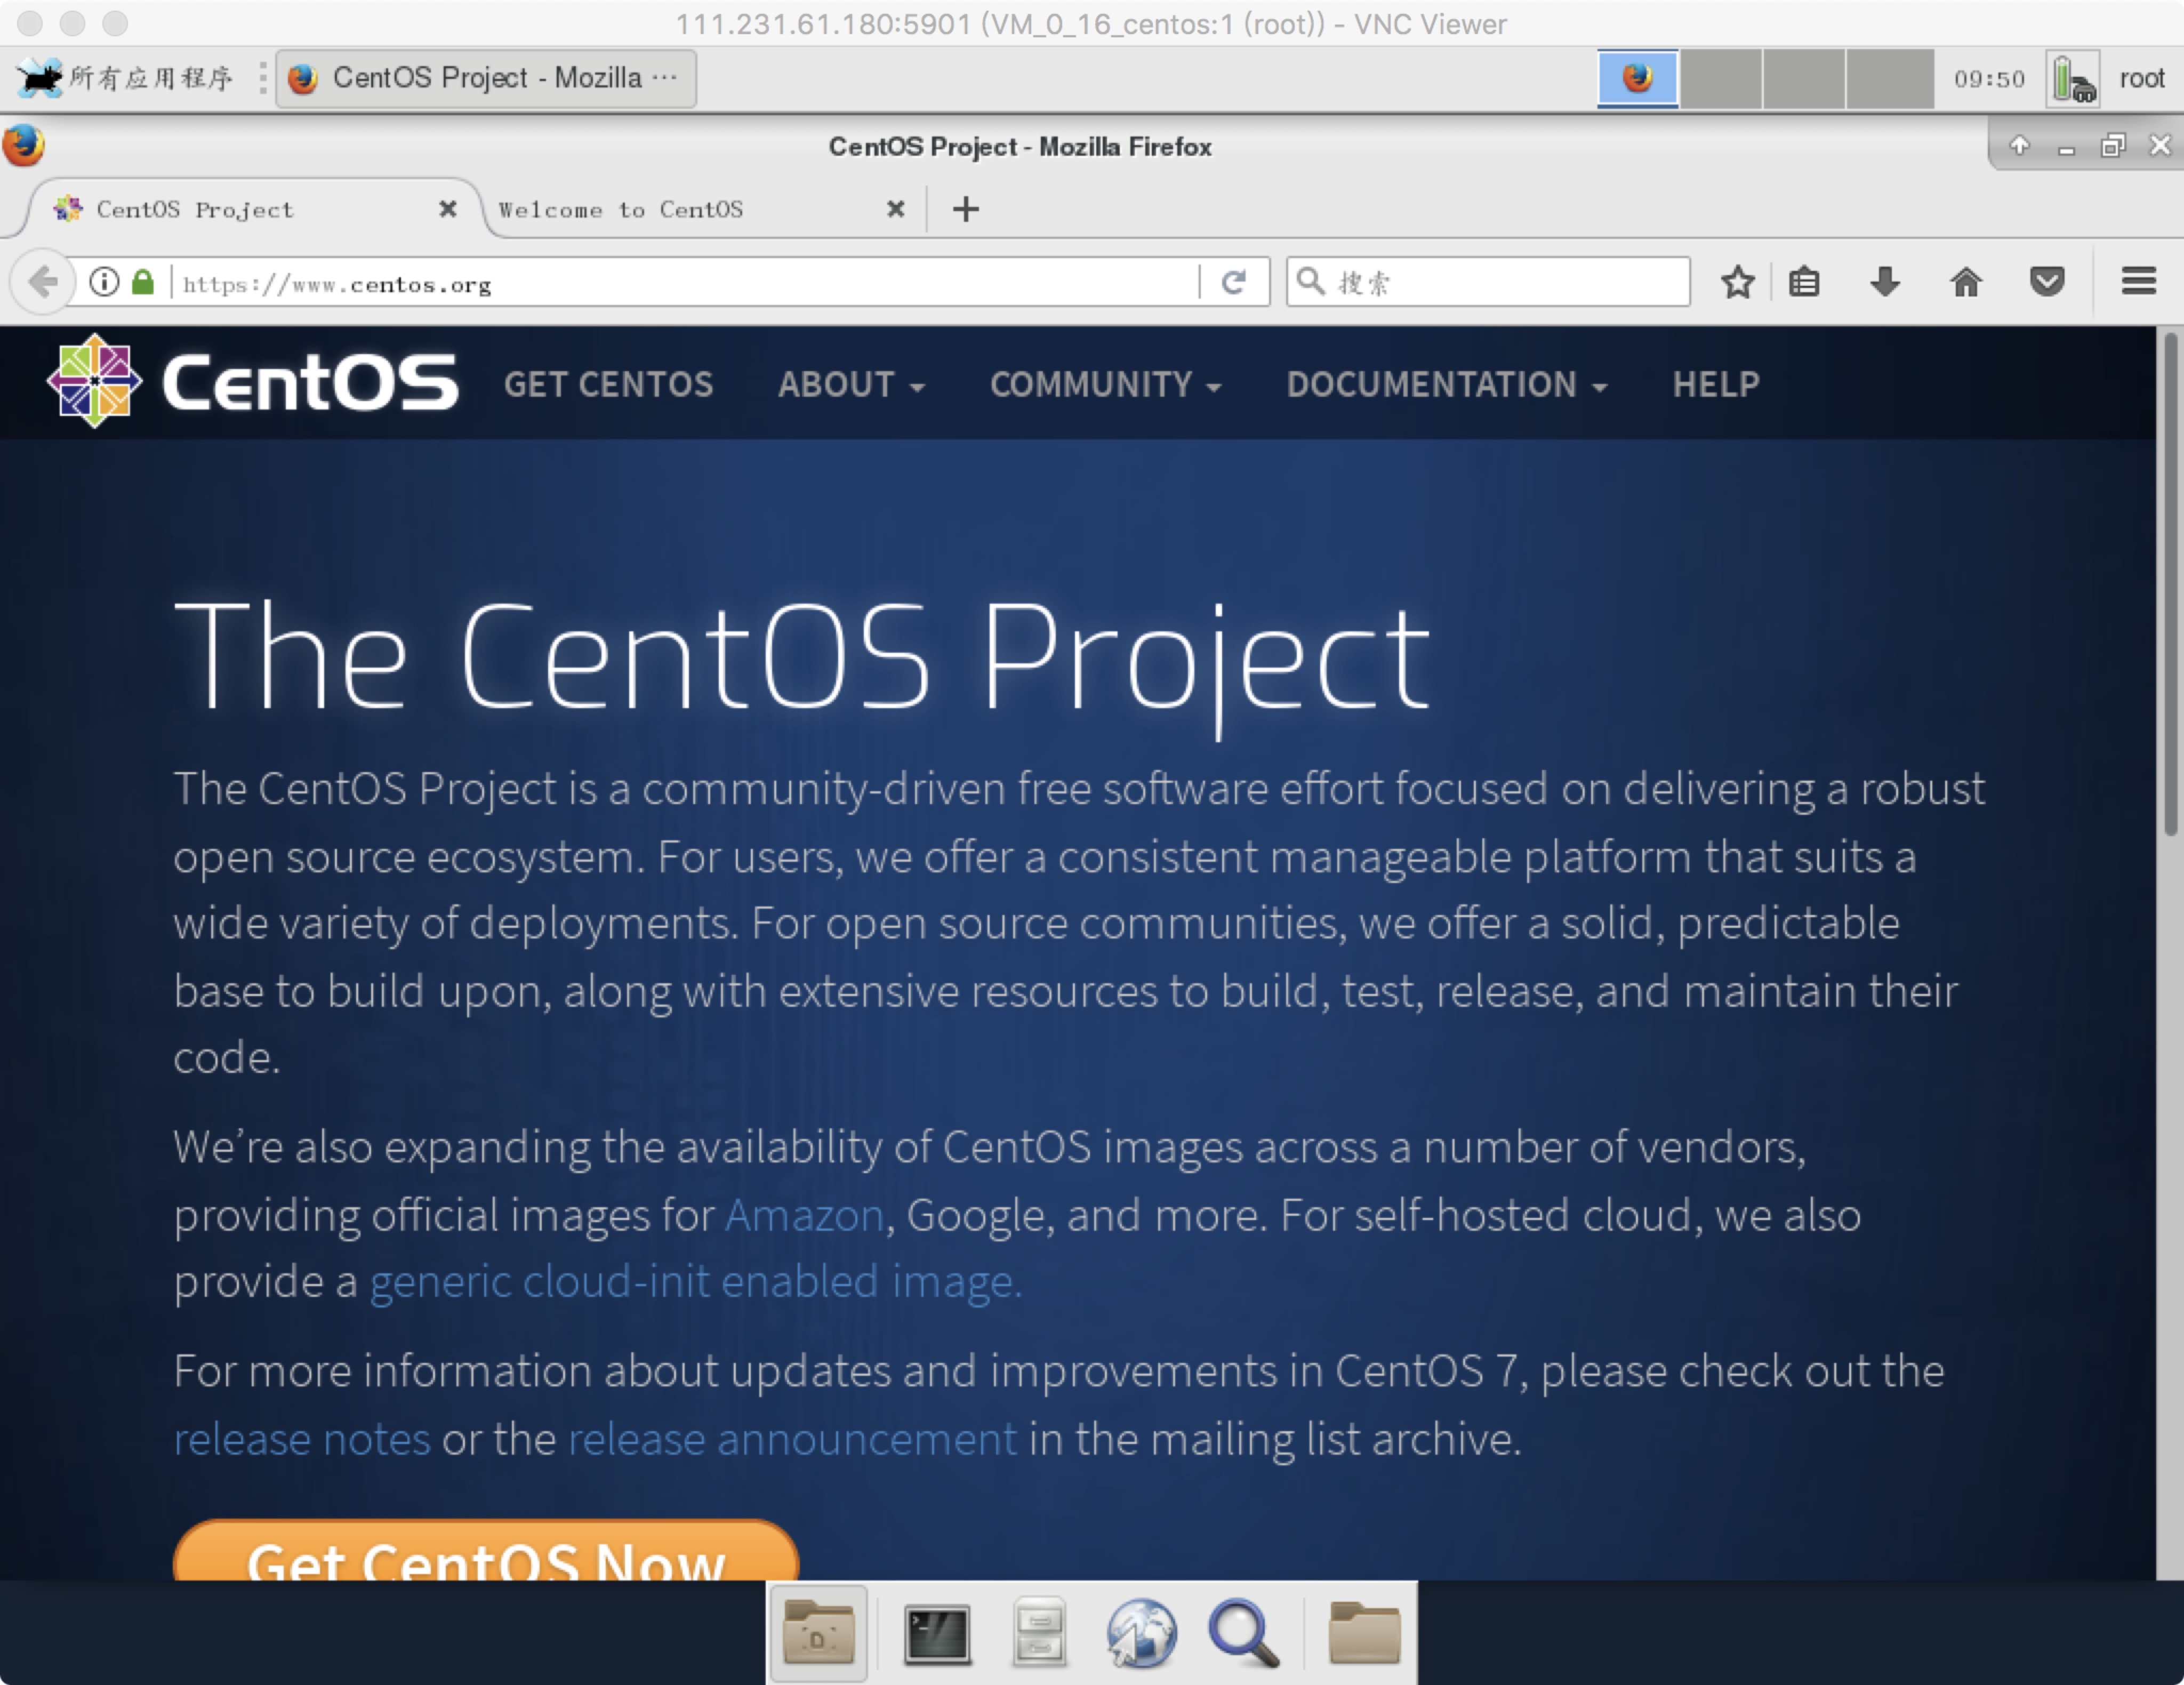 111.231.61.180:5901 (VM_0_16_centos:1 (root)) - VNC Viewer
所有应用程序 CentOS Project - Mozilla ··· 09:50 root
CentOS Project - Mozilla Firefox
CentOS Project Welcome to CentOS
https://www.centos.org 搜索
CentOS GET CENTOS ABOUT COMMUNITY DOCUMENTATION HELP
The CentOS Project
The CentOS Project is a community-driven free software effort focused on delivering a robust
open source ecosystem. For users, we offer a consistent manageable platform that suits a
wide variety of deployments. For open source communities, we offer a solid, predictable
base to build upon, along with extensive resources to build, test, release, and maintain their
code.
We’re also expanding the availability of CentOS images across a number of vendors,
providing official images for Amazon, Google, and more. For self-hosted cloud, we also
provide a generic cloud-init enabled image.
For more information about updates and improvements in CentOS 7, please check out the
release notes or the release announcement in the mailing list archive.
Get CentOS Now